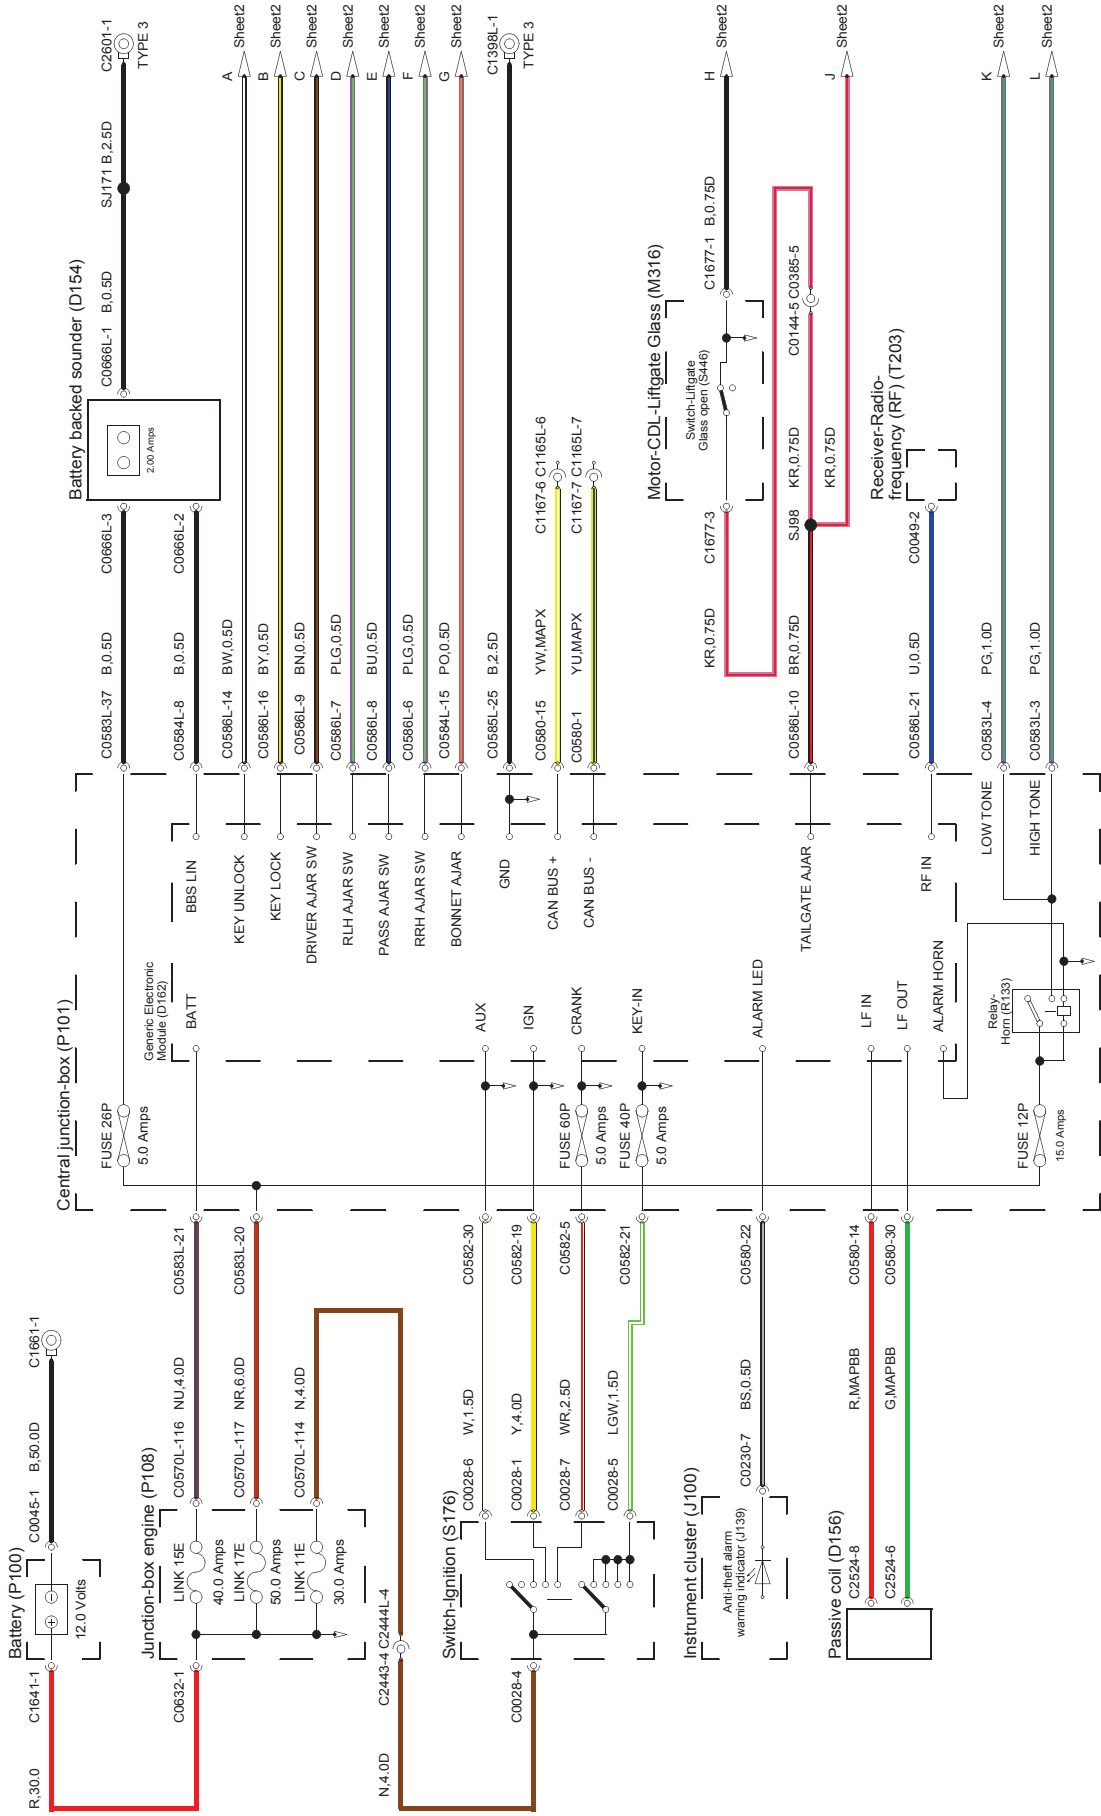 Battery (P100)
12.0 Volts
C1641-1
R,30.0
C0045-1
B,50.0D
C1661-1
Junction-box engine (P108)
C0632-1
LINK 15E
40.0 Amps
LINK 17E
50.0 Amps
LINK 11E
30.0 Amps
C0570L-116
NU,4.0D
C0583L-21
C0570L-117
NR,6.0D
C0583L-20
C0570L-114
N,4.0D
C2443-4
C2444L-4
N,4.0D
Switch-Ignition (S176)
C0028-4
C0028-6
W,1.5D
C0582-30
C0028-1
Y,4.0D
C0582-19
C0028-7
WR,2.5D
C0582-5
C0028-5
LGW,1.5D
C0582-21
Instrument cluster (J100)
Anti-theft alarm
warning indicator (J139)
C0230-7
BS,0.5D
C0580-22
Passive coil (D156)
C2524-8
R,MAPBB
C0580-14
C2524-6
G,MAPBB
C0580-30
Central junction-box (P101)
FUSE 26P
5.0 Amps
Generic Electronic
Module (D162)
BATT
AUX
IGN
CRANK
FUSE 60P
5.0 Amps
KEY-IN
FUSE 40P
5.0 Amps
ALARM LED
LF IN
LF OUT
ALARM HORN
FUSE 12P
15.0 Amps
Relay-
Horn (R133)
BBS LIN
KEY UNLOCK
KEY LOCK
DRIVER AJAR SW
RLH AJAR SW
PASS AJAR SW
RRH AJAR SW
BONNET AJAR
GND
CAN BUS +
CAN BUS -
TAILGATE AJAR
RF IN
LOW TONE
HIGH TONE
Battery backed sounder (D154)
2.00 Amps
C0583L-37
B,0.5D
C0666L-3
C0584L-8
B,0.5D
C0666L-2
C0666L-1
B,0.5D
SJ171
B,2.5D
C2601-1
TYPE 3
C0586L-14
BW,0.5D
A
Sheet2
C0586L-16
BY,0.5D
B
Sheet2
C0586L-9
BN,0.5D
C
Sheet2
C0586L-7
PLG,0.5D
D
Sheet2
C0586L-8
BU,0.5D
E
Sheet2
C0586L-6
PLG,0.5D
F
Sheet2
C0584L-15
PO,0.5D
G
Sheet2
C0585L-25
B,2.5D
C1398L-1
TYPE 3
C0580-15
YW,MAPX
C1167-6
C1165L-6
C0580-1
YU,MAPX
C1167-7
C1165L-7
Motor-CDL-Liftgate Glass (M316)
Switch-Liftgate
Glass open (S446)
KR,0.75D
C1677-3
C1677-1
B,0.75D
H
Sheet2
C0586L-10
BR,0.75D
SJ98
KR,0.75D
C0144-5
C0385-5
KR,0.75D
J
Sheet2
Receiver-Radio-
frequency (RF) (T203)
C0586L-21
U,0.5D
C0049-2
C0583L-4
PG,1.0D
K
Sheet2
C0583L-3
PG,1.0D
L
Sheet2